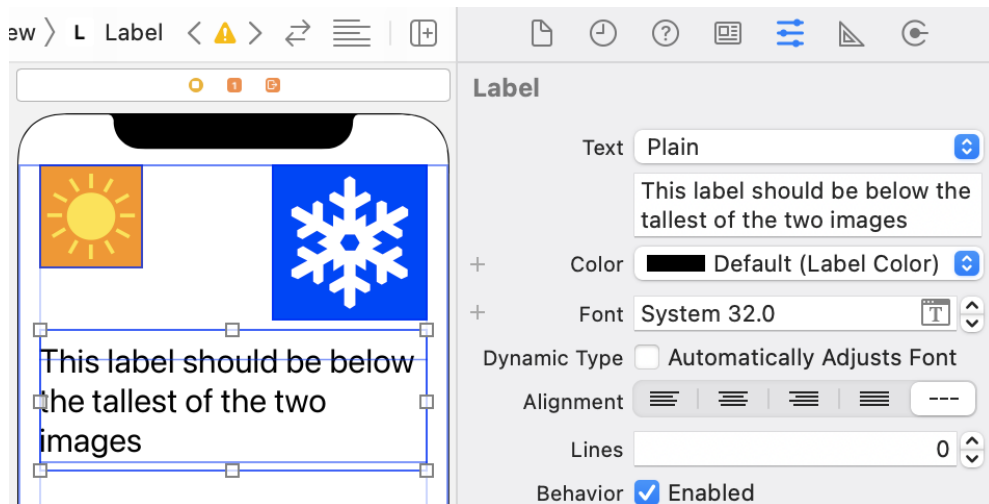 ew 〉 L Label
1
Label
Text Plain
This label should be below the
tallest of the two images
Color Default (Label Color)
Font System 32.0 T
Dynamic Type Automatically Adjusts Font
Alignment ---
Lines 0
Behavior Enabled
This label should be below
the tallest of the two
images